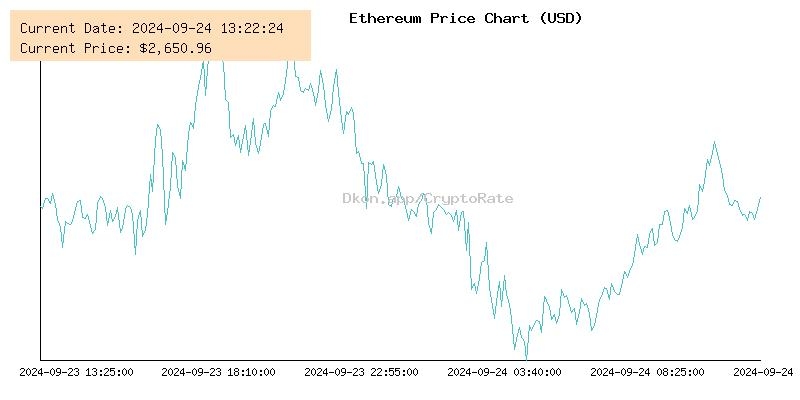 Ethereum Price Chart (USD)
Current Date: 2024-09-24 13:22:24
Current Price: $2,650.96
Dkon.app/CryptoRate
2024-09-23 13:25:00 2024-09-23 18:10:00 2024-09-23 22:55:00 2024-09-24 03:40:00 2024-09-24 08:25:00 2024-09-24